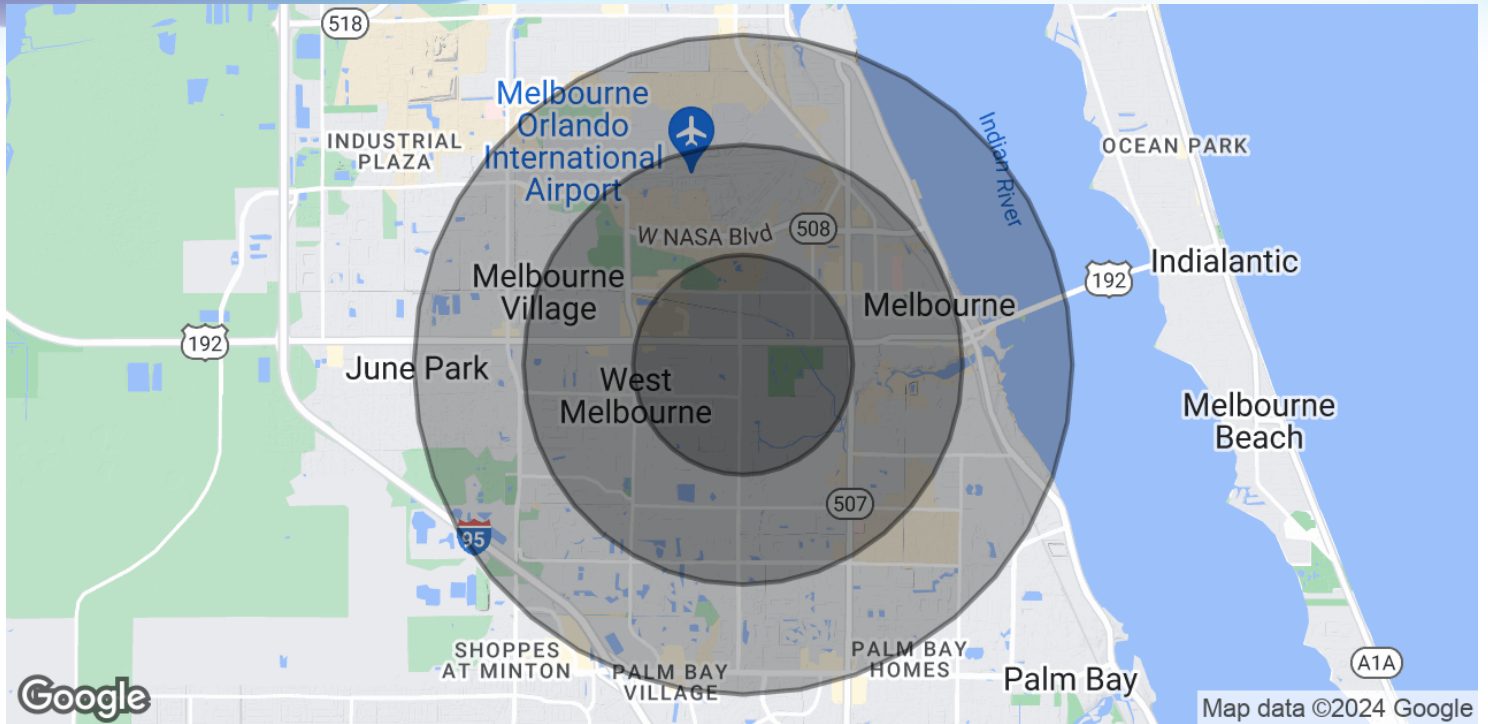 518
Melbourne
Orlando
International
Airport
INDUSTRIAL
PLAZA
Indian River
OCEAN PARK
W NASA Blvd
508
Melbourne
Village
Melbourne
192
Indialantic
192
June Park
West
Melbourne
Melbourne
Beach
507
95
SHOPPES
AT MINTON
PALM BAY
VILLAGE
PALM BAY
HOMES
Palm Bay
A1A
Google
Map data ©2024 Google